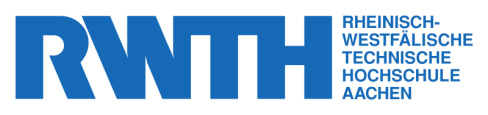 RWTH
RHEINISCH-
WESTFÄLISCHE
TECHNISCHE
HOCHSCHULE
AACHEN